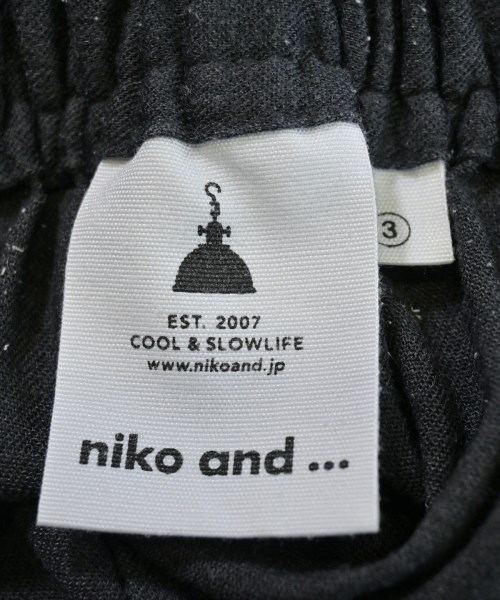 EST. 2007
COOL & SLOWLIFE
www.nikoand.jp
niko and ...
3